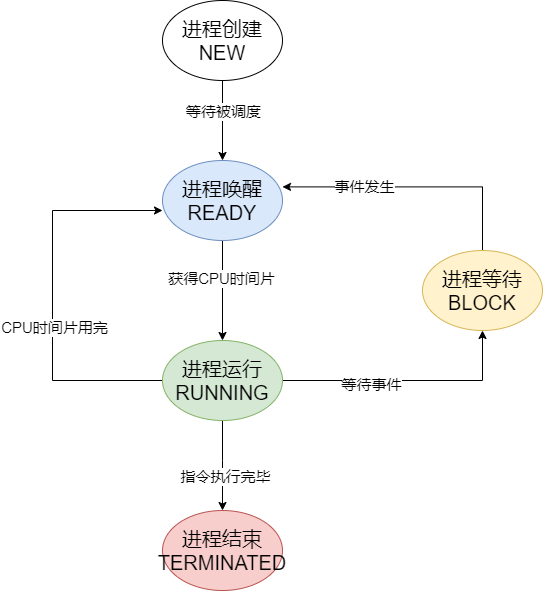 进程创建
NEW
等待被调度
进程唤醒
READY
事件发生
获得CPU时间片
进程等待
BLOCK
CPU时间片用完
进程运行
RUNNING
等待事件
指令执行完毕
进程结束
TERMINATED